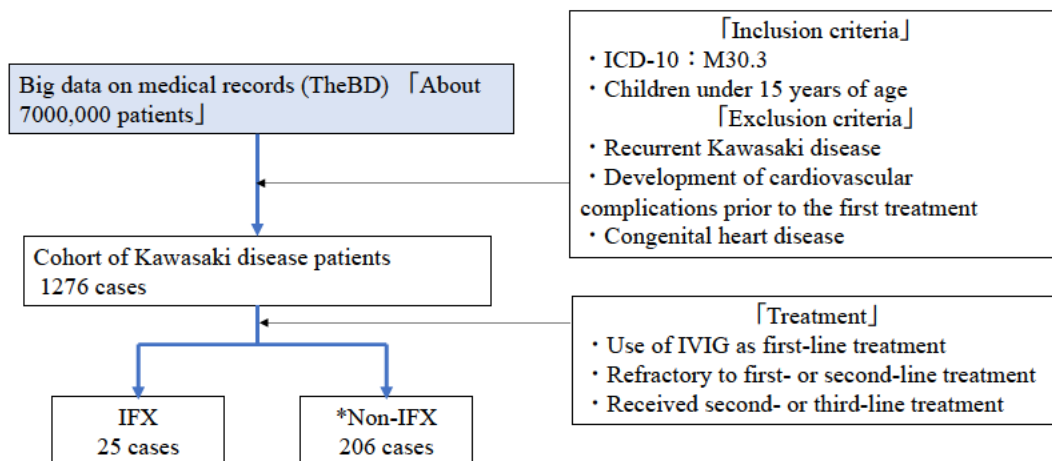 Big data on medical records (TheBD) 「About
7000,000 patients」
「Inclusion criteria」
・ICD-10：M30.3
・Children under 15 years of age
「Exclusion criteria」
・Recurrent Kawasaki disease
・Development of cardiovascular
complications prior to the first treatment
・Congenital heart disease
Cohort of Kawasaki disease patients
1276 cases
「Treatment」
・Use of IVIG as first-line treatment
・Refractory to first- or second-line treatment
・Received second- or third-line treatment
IFX
25 cases
*Non-IFX
206 cases